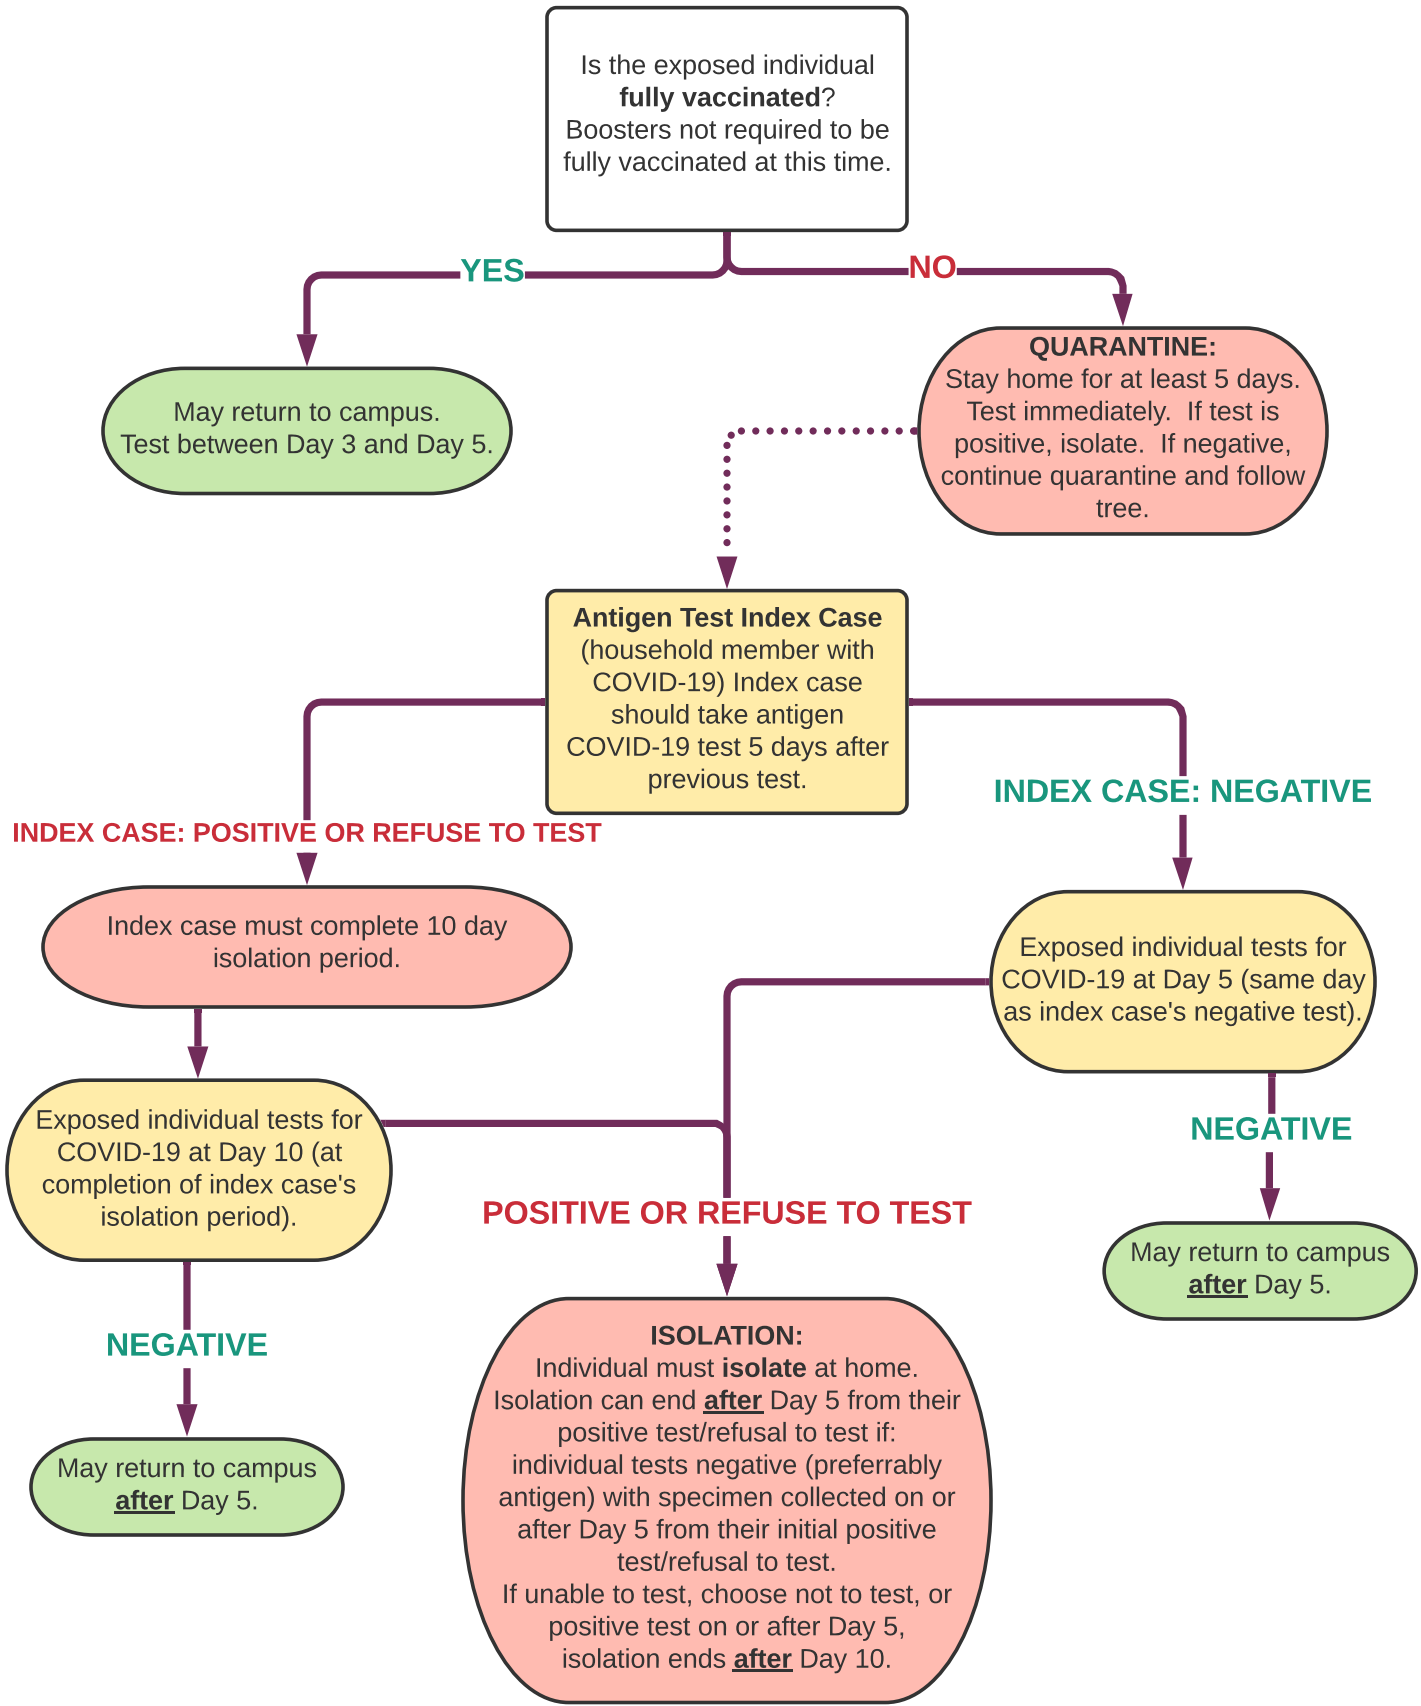 Is the exposed individual
fully vaccinated?
Boosters not required to be
fully vaccinated at this time.
YES
NO
May return to campus.
Test between Day 3 and Day 5.
QUARANTINE:
Stay home for at least 5 days.
Test immediately.  If test is
positive, isolate.  If negative,
continue quarantine and follow
tree.
Antigen Test Index Case
(household member with
COVID-19) Index case
should take antigen
COVID-19 test 5 days after
previous test.
INDEX CASE: POSITIVE OR REFUSE TO TEST
INDEX CASE: NEGATIVE
Index case must complete 10 day
isolation period.
Exposed individual tests for
COVID-19 at Day 5 (same day
as index case's negative test).
Exposed individual tests for
COVID-19 at Day 10 (at
completion of index case's
isolation period).
NEGATIVE
POSITIVE OR REFUSE TO TEST
May return to campus
after Day 5.
NEGATIVE
May return to campus
after Day 5.
ISOLATION:
Individual must isolate at home.
Isolation can end after Day 5 from their
positive test/refusal to test if:
individual tests negative (preferrably
antigen) with specimen collected on or
after Day 5 from their initial positive
test/refusal to test.
If unable to test, choose not to test, or
positive test on or after Day 5,
isolation ends after Day 10.